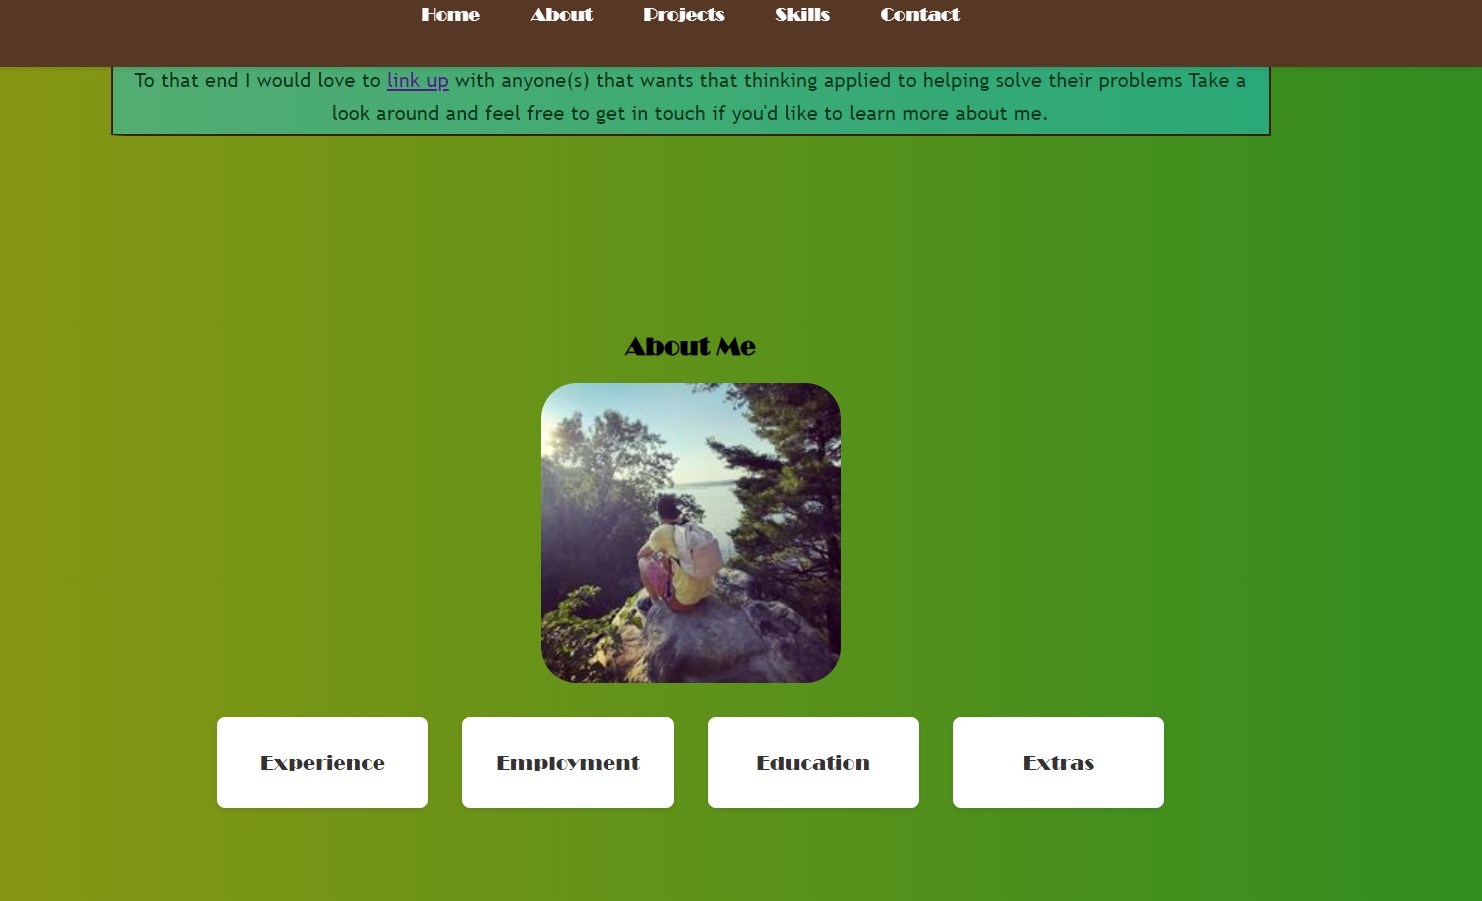 Home About Projects Skills Contact
To that end I would love to link up with anyone(s) that wants that thinking applied to helping solve their problems Take a
look around and feel free to get in touch if you'd like to learn more about me.
About Me
Experience Employment Education Extras